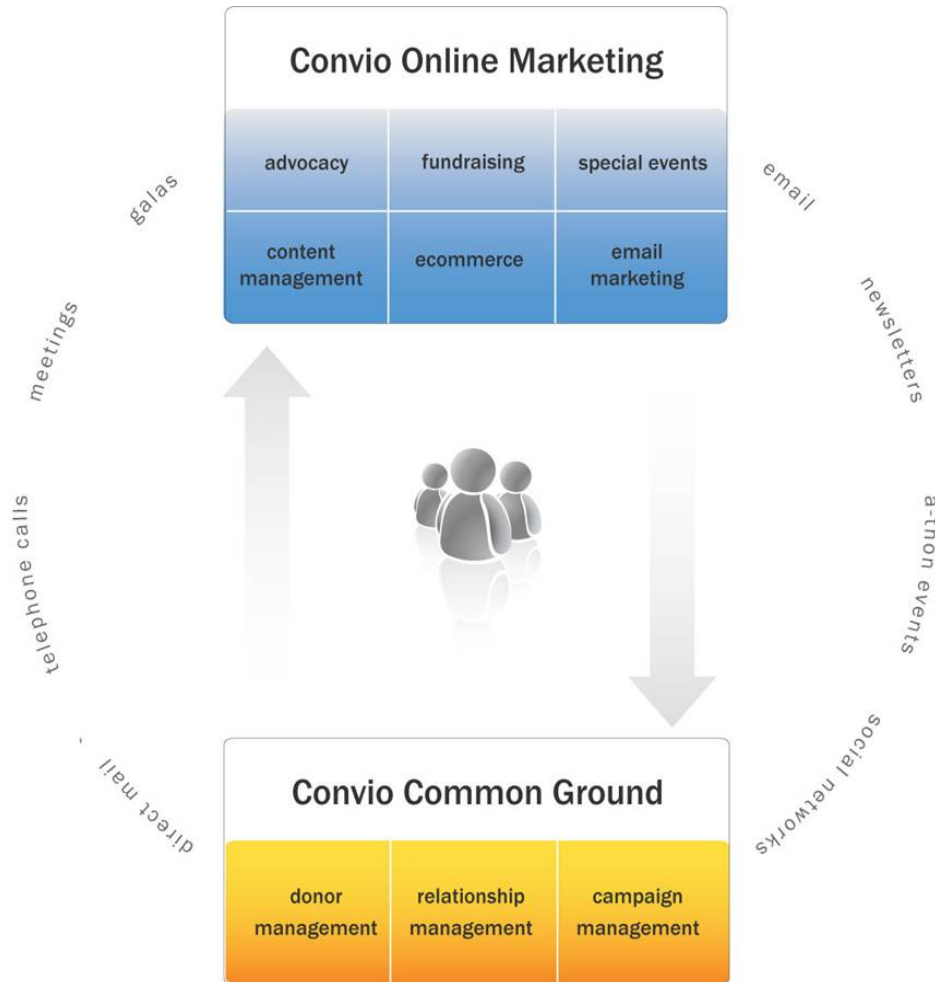 Convio Online Marketing
advocacy
fundraising
special events
content
management
ecommerce
email
marketing
galas
meetings
telephone calls
direct mail
email
newsletters
a-thon events
social networks
Convio Common Ground
donor
management
relationship
management
campaign
management